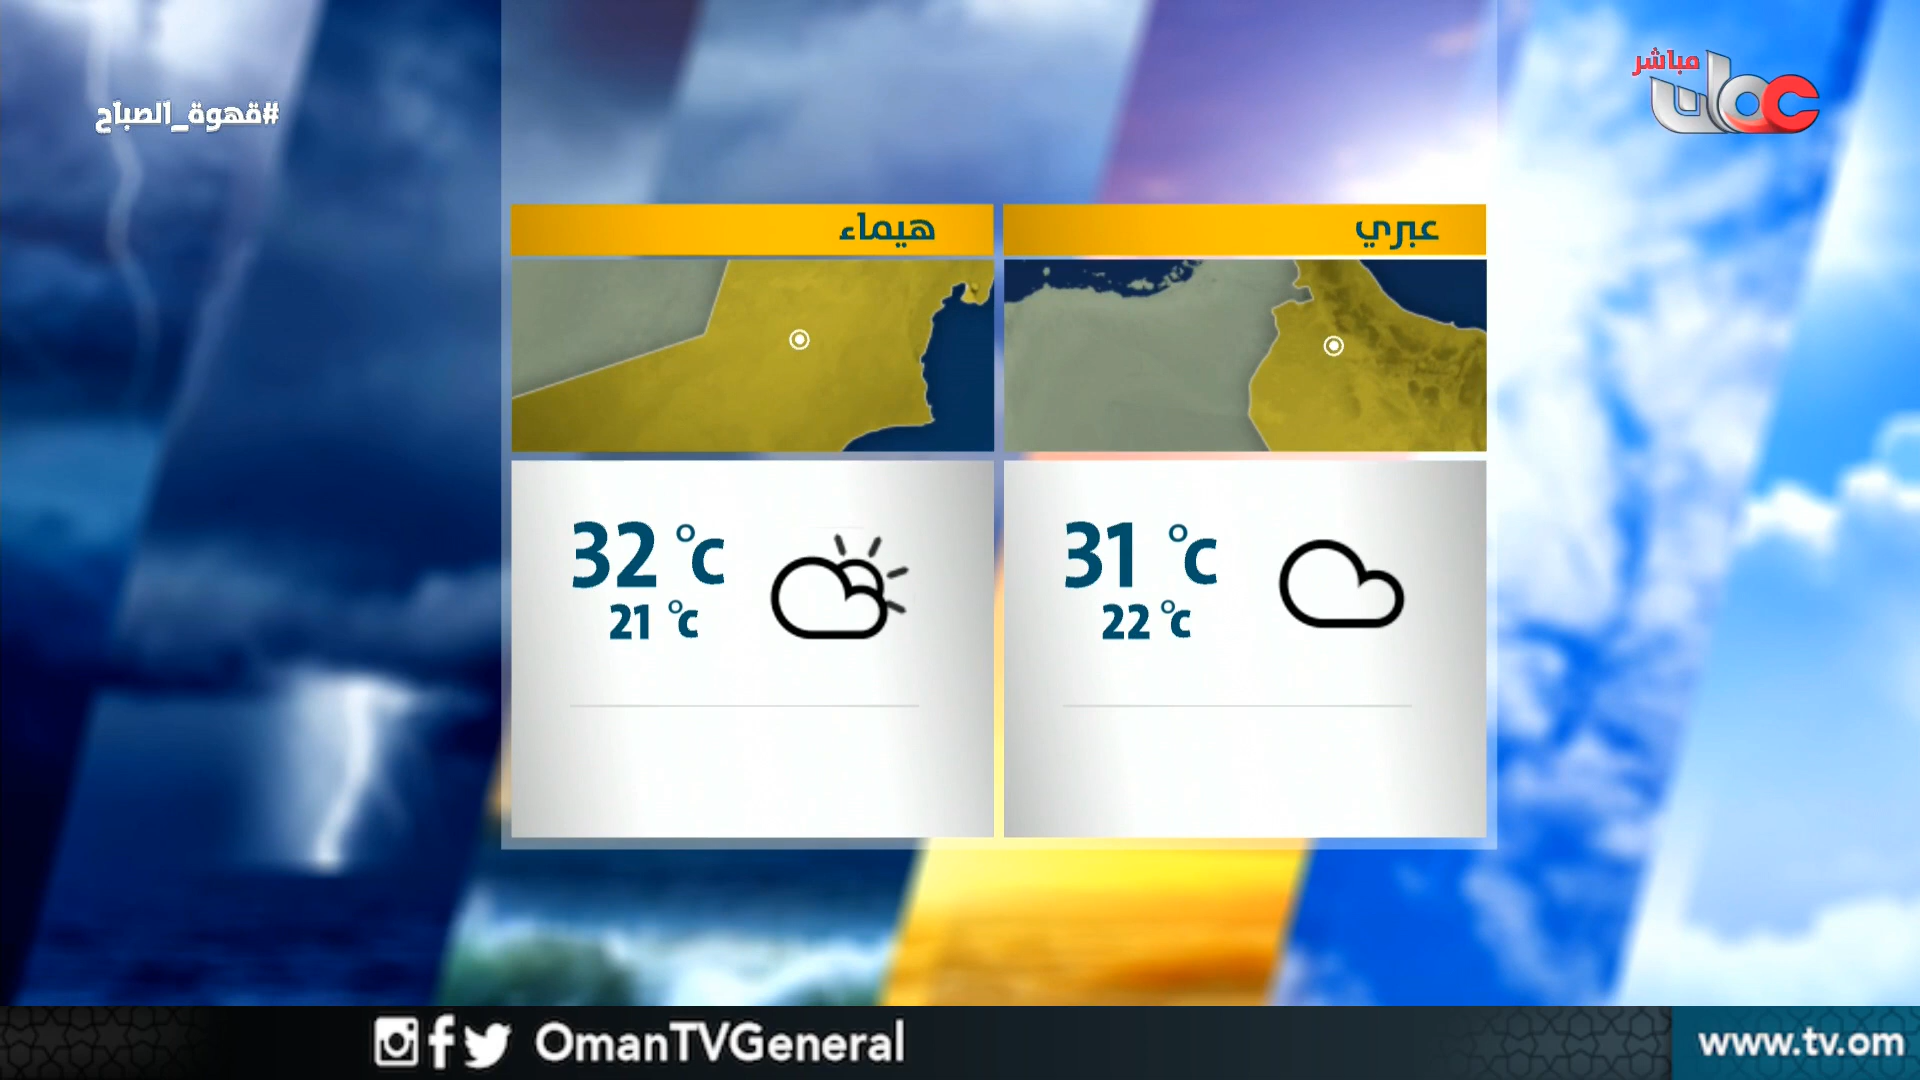 مباشر
عمان
#قهوة_الصباح
عبري
هيماء
31 °c
22 °c
32 °c
21 °c
OmanTVGeneral
www.tv.om